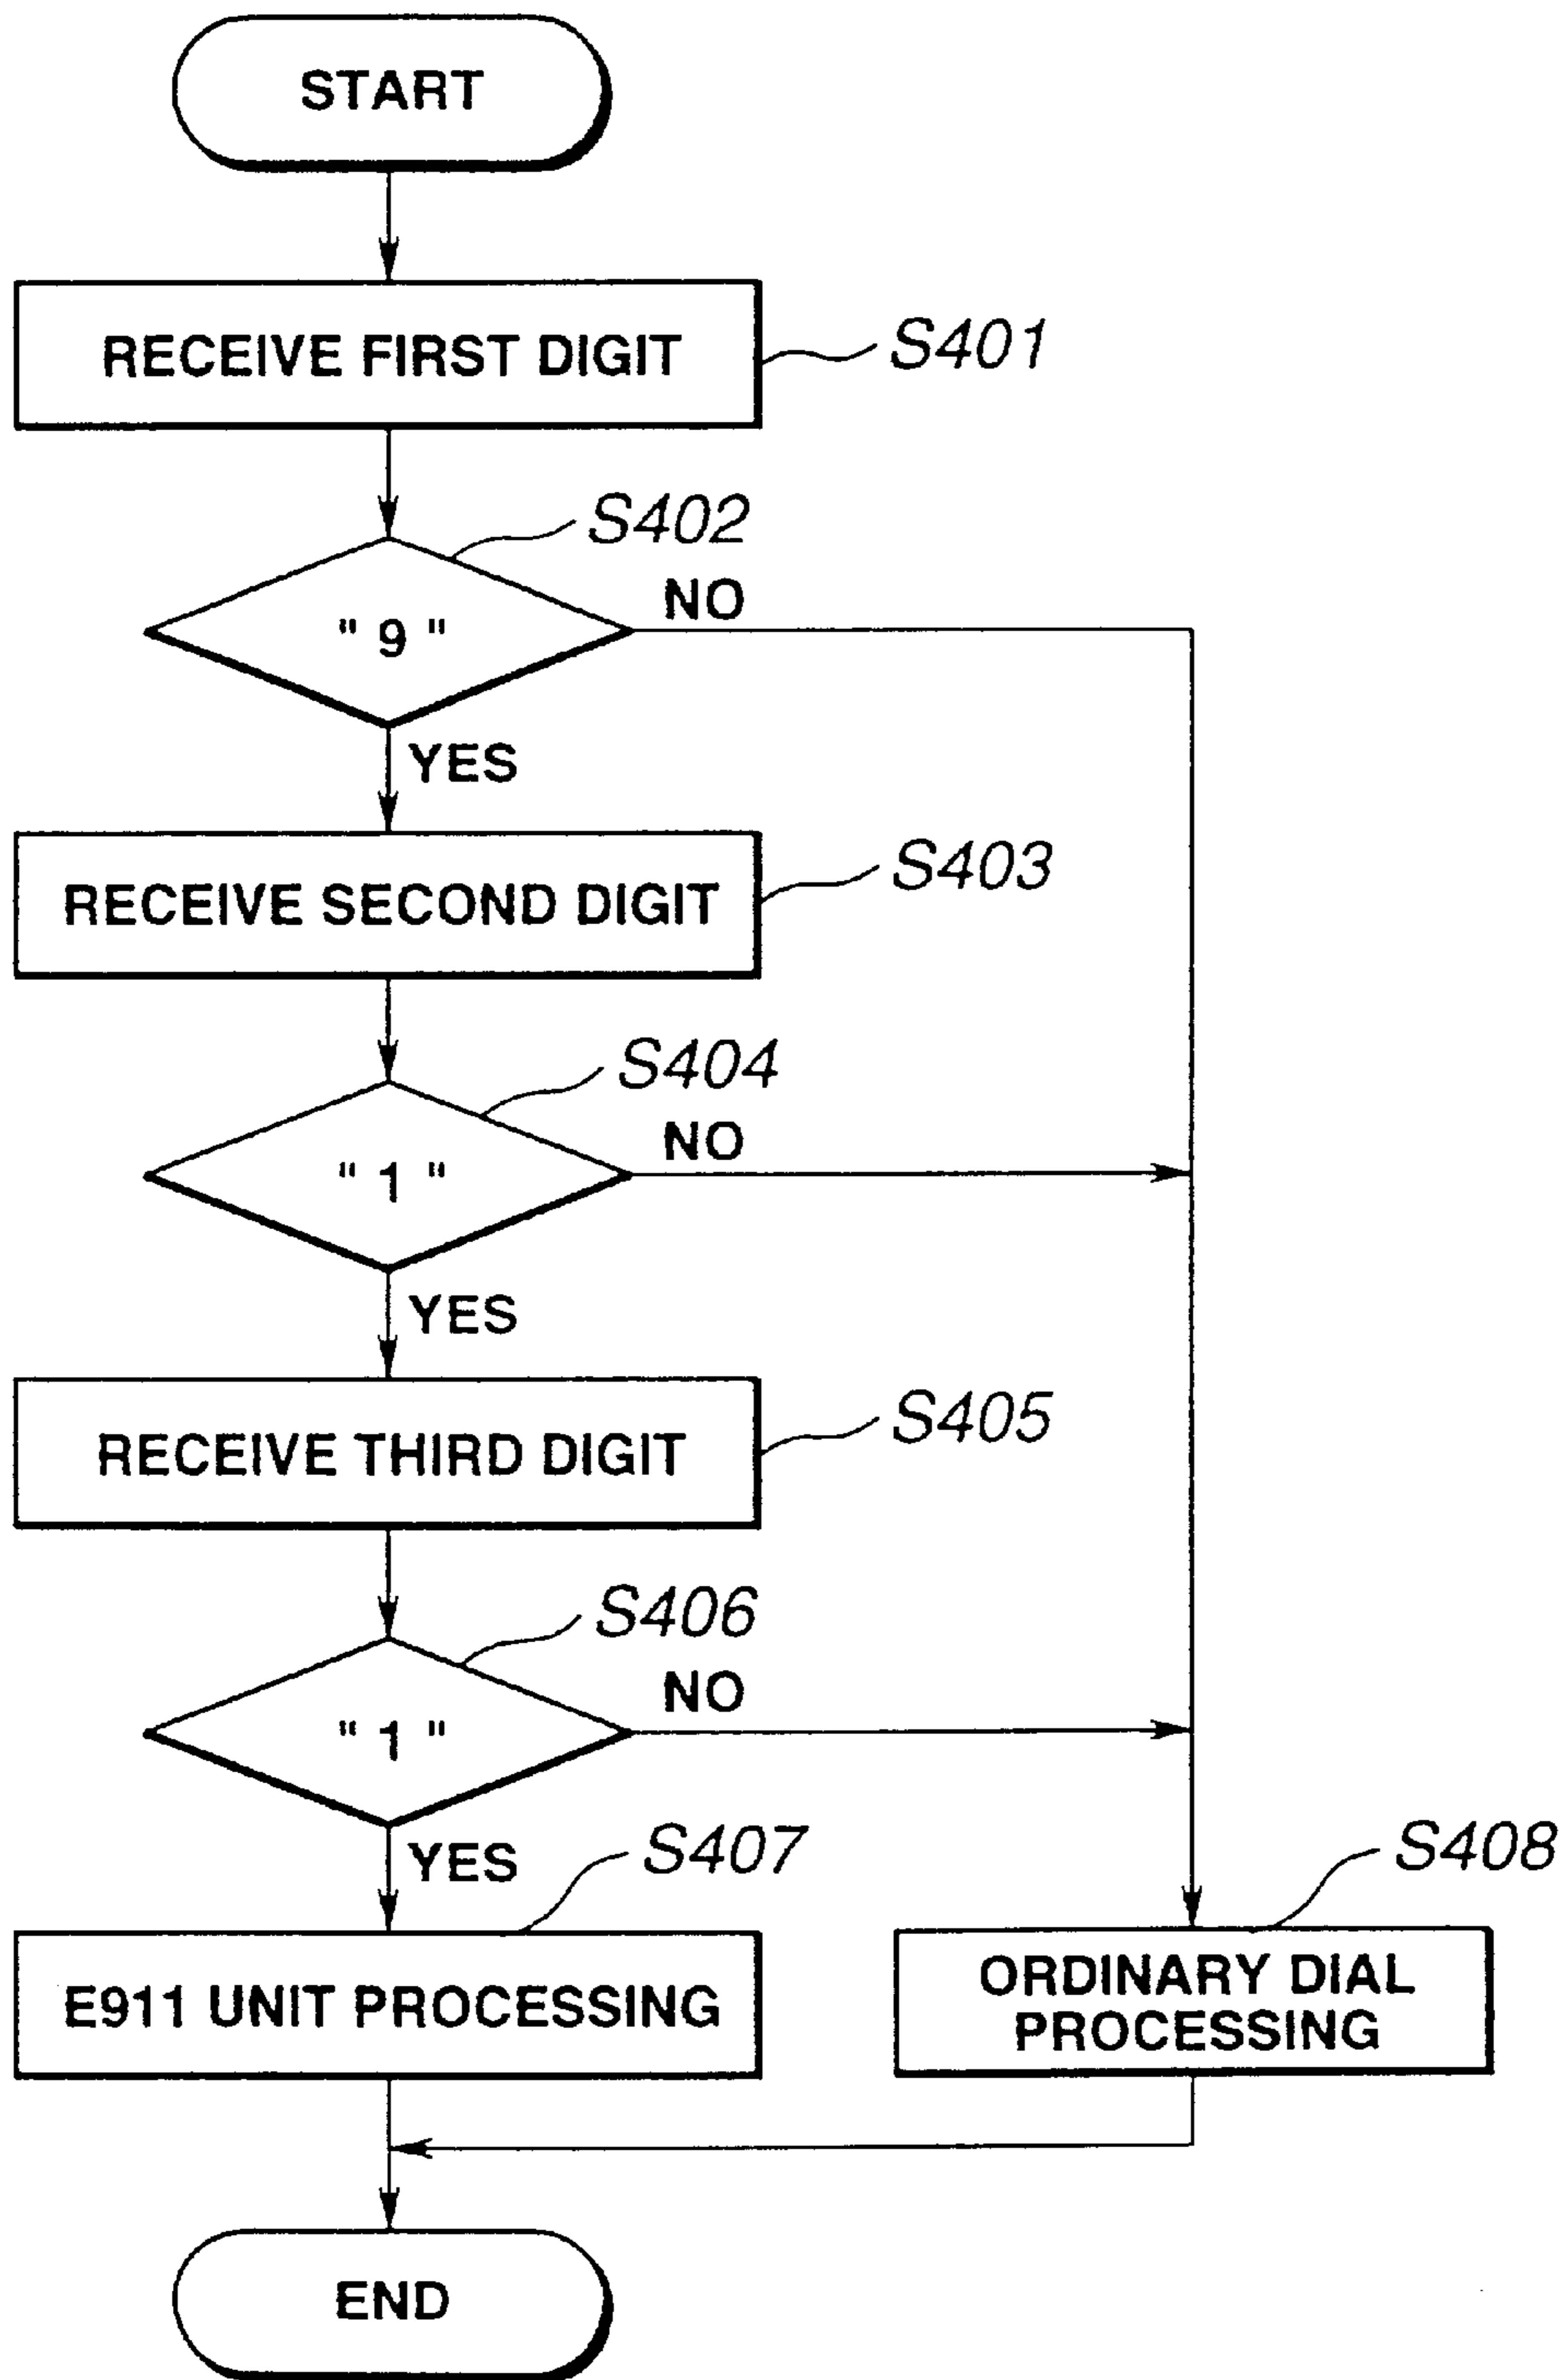 START
RECEIVE FIRST DIGIT
S401
S402
" 9 "
NO
YES
RECEIVE SECOND DIGIT
S403
S404
" 1 "
NO
YES
RECEIVE THIRD DIGIT
S405
S406
" 1 "
NO
YES
S407
S408
E911 UNIT PROCESSING
ORDINARY DIAL
PROCESSING
END